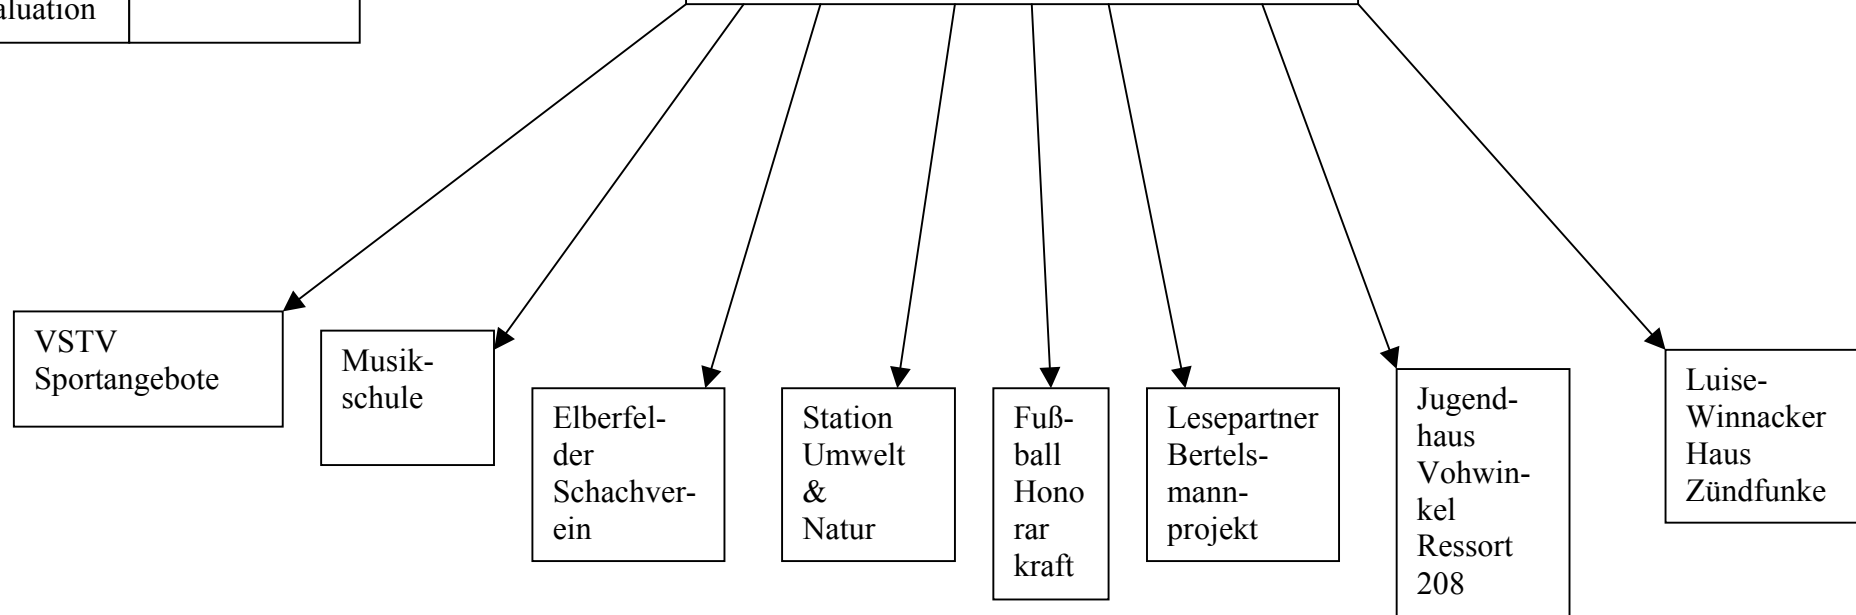 aluation
VSTV
Sportangebote
Musik-
schule
Elberfel-
der
Schachver-
ein
Station
Umwelt
&
Natur
Fuß-
ball
Hono
rar
kraft
Lesepartner
Bertels-
mann-
projekt
Jugend-
haus
Vohwin-
kel
Ressort
208
Luise-
Winnacker
Haus
Zündfunke